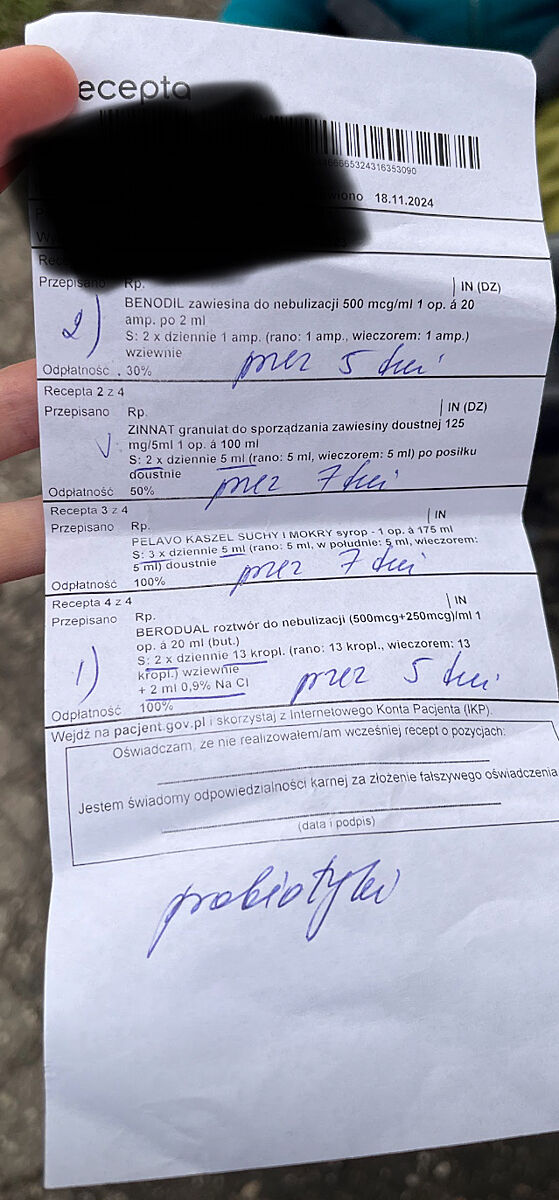 ecepta
166665324316353090
wiono 18.11.2024
Rec
Przepisano Rp. IN (DZ)
2) BENODIL zawiesina do nebulizacji 500 mcg/ml 1 op. á 20
amp. po 2 ml
S: 2 x dziennie 1 amp. (rano: 1 amp., wieczorem: 1 amp.)
wziewnie
przez 5 dni
Odpłatność 30%
Recepta 2 z 4
Przepisano Rp. IN (DZ)
ZINNAT granulat do sporządzania zawiesiny doustnej 125
mg/5ml 1 op. á 100 ml
S: 2 x dziennie 5 ml (rano: 5 ml, wieczorem: 5 ml) po posiłku
doustnie
przez 7 dni
Odpłatność 50%
Recepta 3 z 4
Przepisano Rp. IN
PELAVO KASZEL SUCHY I MOKRY syrop - 1 op. á 175 ml
S: 3 x dziennie 5 ml (rano: 5 ml, w południe: 5 ml, wieczorem:
5 ml) doustnie
przez 7 dni
Odpłatność 100%
Recepta 4 z 4
Przepisano Rp. IN
BERODUAL roztwór do nebulizacji (500mcg+250mcg)/ml 1
op. á 20 ml (but.)
1) S: 2 x dziennie 13 kropl. (rano: 13 kropl., wieczorem: 13
kropl.) wziewnie
+ 2 ml 0,9% Na Cl
przez 5 dni
Odpłatność 100%
Wejdź na pacjent.gov.pl i skorzystaj z Internetowego Konta Pacjenta (IKP).
Oświadczam, że nie realizowałem/am wcześniej recept o pozycjach:
Jestem świadomy odpowiedzialności karnej za złożenie fałszywego oświadczenia
(data i podpis)
probiotyki